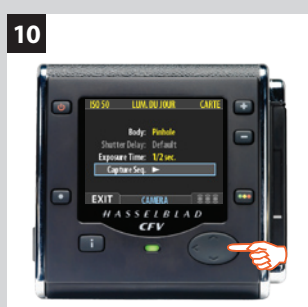 10
ISO 50 LUM. DU JOUR CARTE
Body: Pinhole
Shutter Delay: Default
Exposure Time: 1/2 sec.
Capture Seq.
EXIT CAMERA
HASSELBLAD
CFV
i